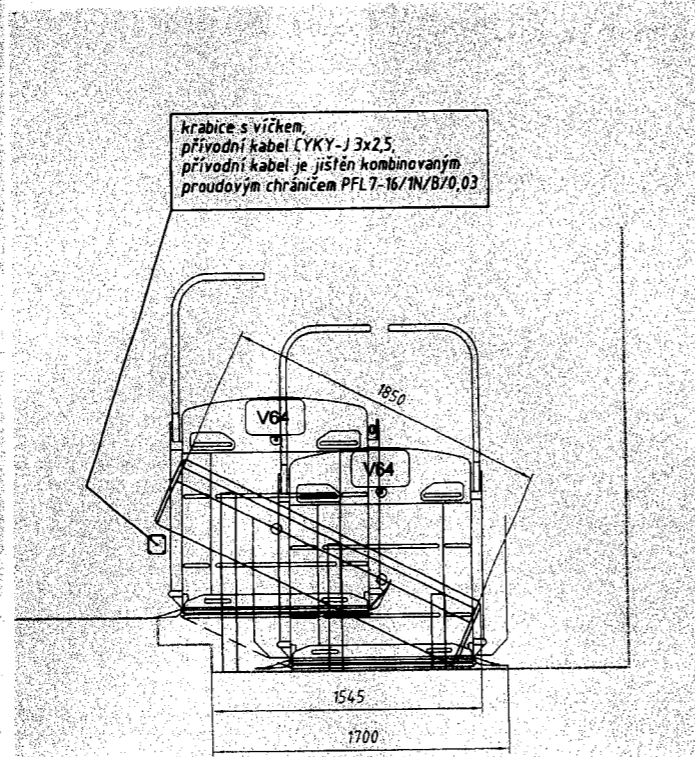 krabice s víčkem,
přívodní kabel CYKY-J 3x2,5,
přívodní kabel je jištěn kombinovaným
proudovým chráničem PFL7-16/1N/B/0,03
1850
V64
V64
1545
1700